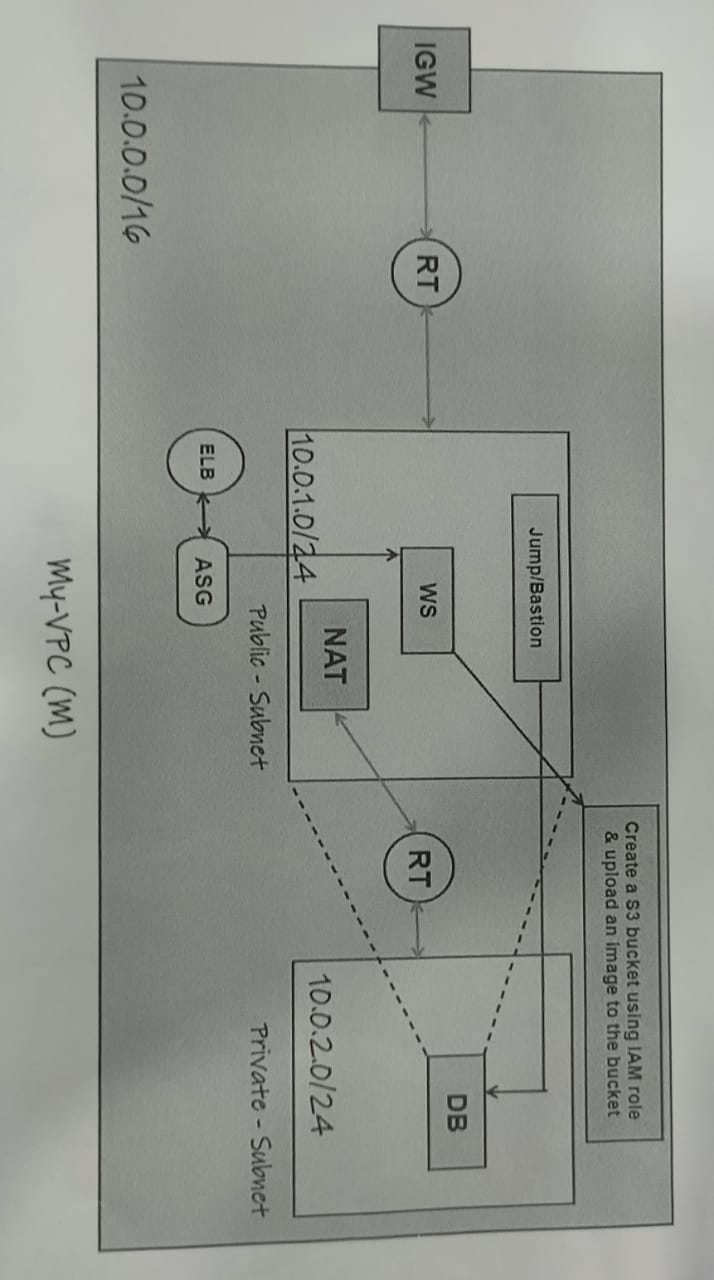 Create a S3 bucket using IAM role
& upload an image to the bucket
IGW
RT
Jump/Bastion
WS
NAT
10.0.1.0/24
Public - Subnet
ELB
ASG
RT
DB
10.0.2.0/24
Private - Subnet
10.0.0.0/16
My-VPC (M)